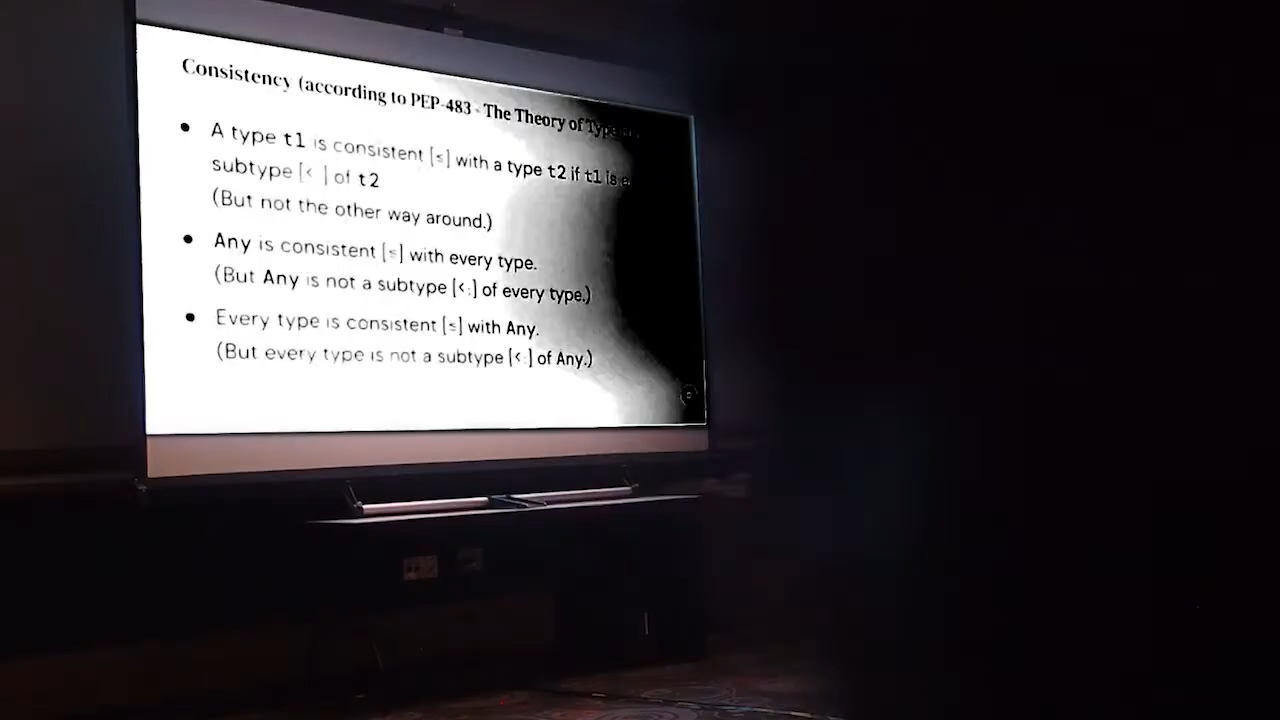 Consistency (according to PEP-483 - The Theory of Type
• A type t1 is consistent [≲] with a type t2 if t1 is a
subtype [<:] of t2
(But not the other way around.)
• Any is consistent [≲] with every type.
(But Any is not a subtype [<:] of every type.)
• Every type is consistent [≲] with Any.
(But every type is not a subtype [<:] of Any.)